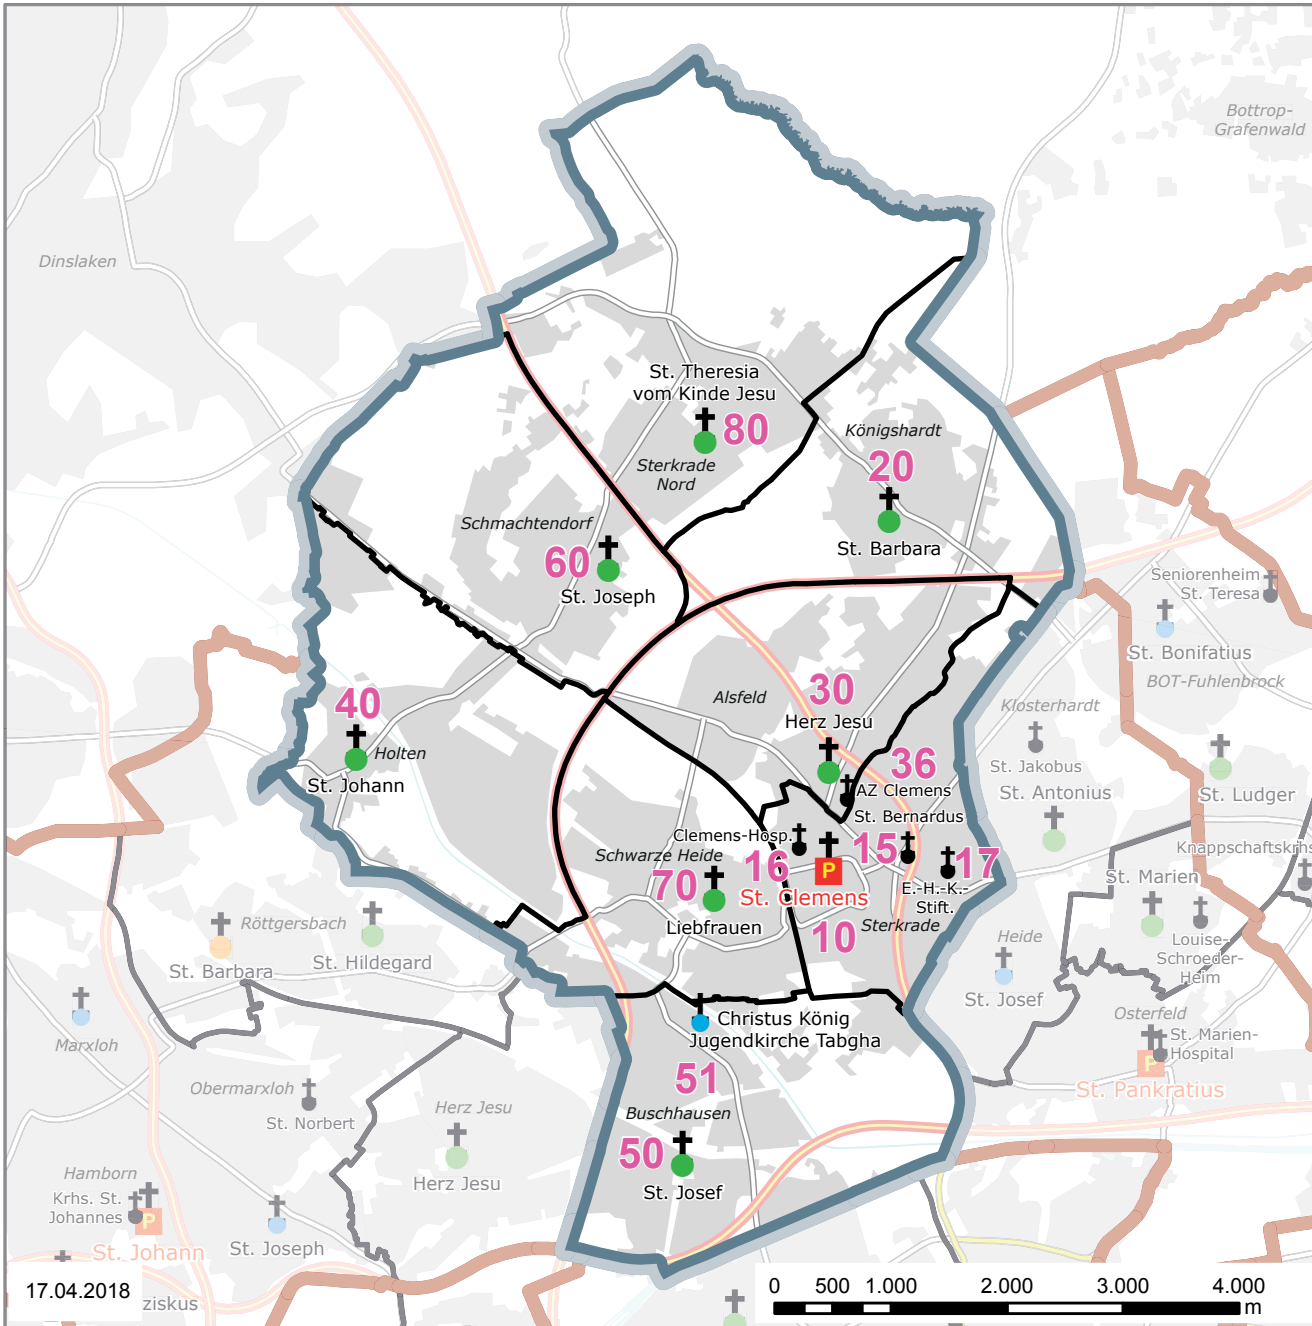 Bottrop-
Grafenwald
Dinslaken
St. Theresia
vom Kinde Jesu
80
Sterkrade
Nord
Königshardt
20
St. Barbara
Schmachtendorf
60
St. Joseph
Seniorenheim
St. Teresa
St. Bonifatius
BOT-Fuhlenbrock
40
Holten
St. Johann
Alsfeld
30
Herz Jesu
Klosterhardt
St. Jakobus
St. Antonius
St. Ludger
36
AZ Clemens
St. Bernardus
Clemens-Hosp.
Schwarze Heide
16
15
17
70
P
St. Clemens
E.-H.-K.-
Stift.
Liebfrauen
10
Sterkrade
Knappschaftskrhs
St. Marien
Louise-
Schroeder-
Heim
Heide
St. Josef
Röttgersbach
St. Barbara
St. Hildegard
Marxloh
Christus König
Jugendkirche Tabgha
51
Osterfeld
St. Marien-
Hospital
P
St. Pankratius
Obermarxloh
St. Norbert
Herz Jesu
Herz Jesu
Buschhausen
50
St. Josef
Hamborn
Krhs. St.
Johannes
P
St. Johann
St. Joseph
17.04.2018
ziskus
0 500 1.000 2.000 3.000 4.000
m